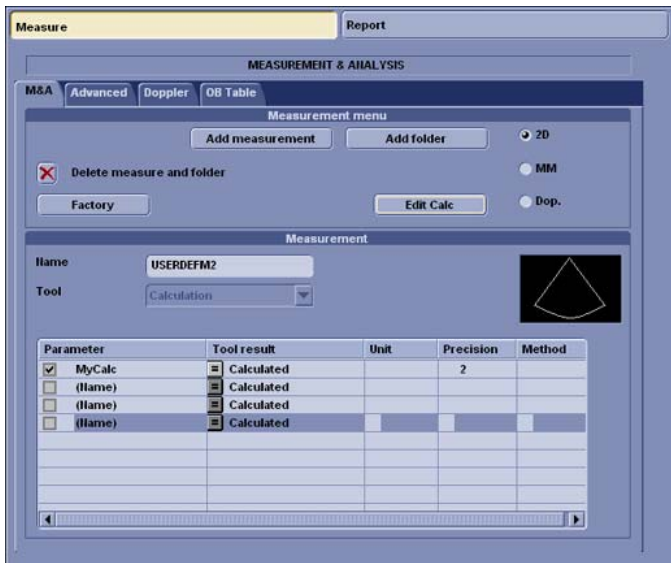 Measure Report
MEASUREMENT & ANALYSIS
M&A Advanced Doppler OB Table
Measurement menu
Add measurement Add folder 2D
Delete measure and folder MM
Factory Edit Calc Dop.
Measurement
Name USERDEFM2
Tool Calculation
Parameter Tool result Unit Precision Method
MyCalc = Calculated 2
(Name) = Calculated
(Name) = Calculated
(Name) = Calculated